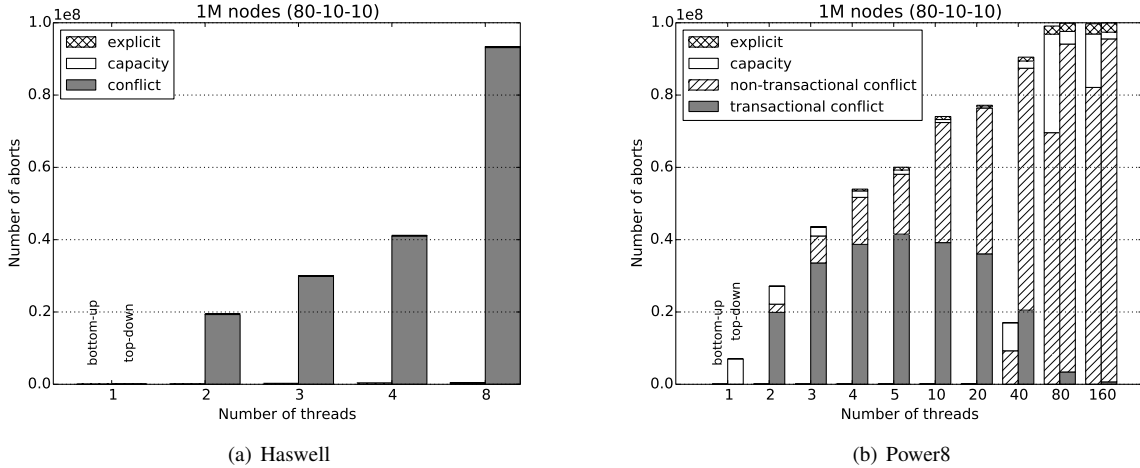 1M nodes (80-10-10)
1e8
explicit
capacity
conflict
1.0
0.8
0.6
0.4
0.2
0.0
Number of aborts
bottom-up
top-down
1 2 3 4 8
Number of threads
(a) Haswell
1M nodes (80-10-10)
1e8
explicit
capacity
non-transactional conflict
transactional conflict
1.0
0.8
0.6
0.4
0.2
0.0
Number of aborts
bottom-up
top-down
1 2 3 4 5 10 20 40 80 160
Number of threads
(b) Power8